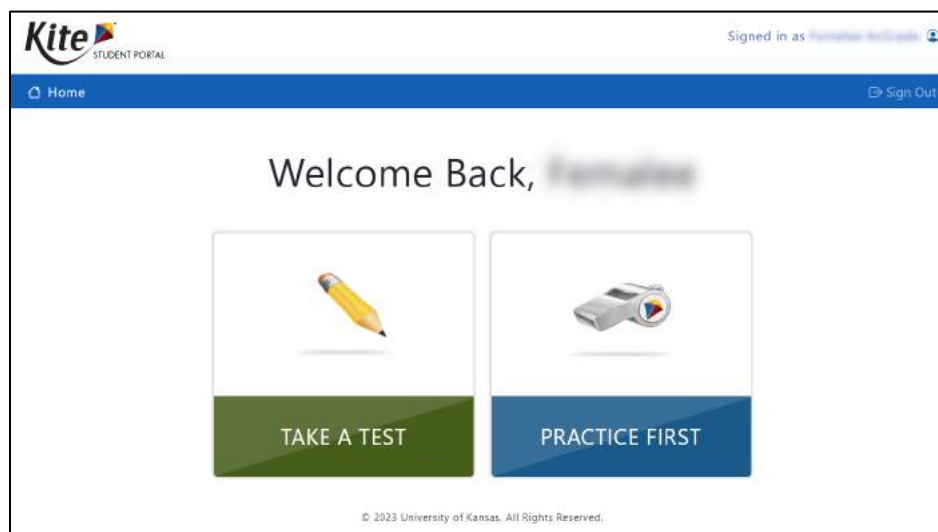 Kite
STUDENT PORTAL
Signed in as
Home
Sign Out
Welcome Back,
TAKE A TEST
PRACTICE FIRST
© 2023 University of Kansas. All Rights Reserved.